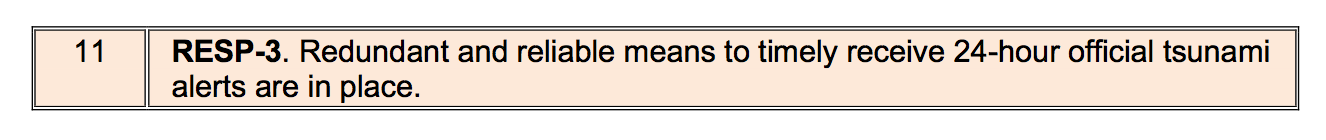 11 RESP-3. Redundant and reliable means to timely receive 24-hour official tsunami
alerts are in place.